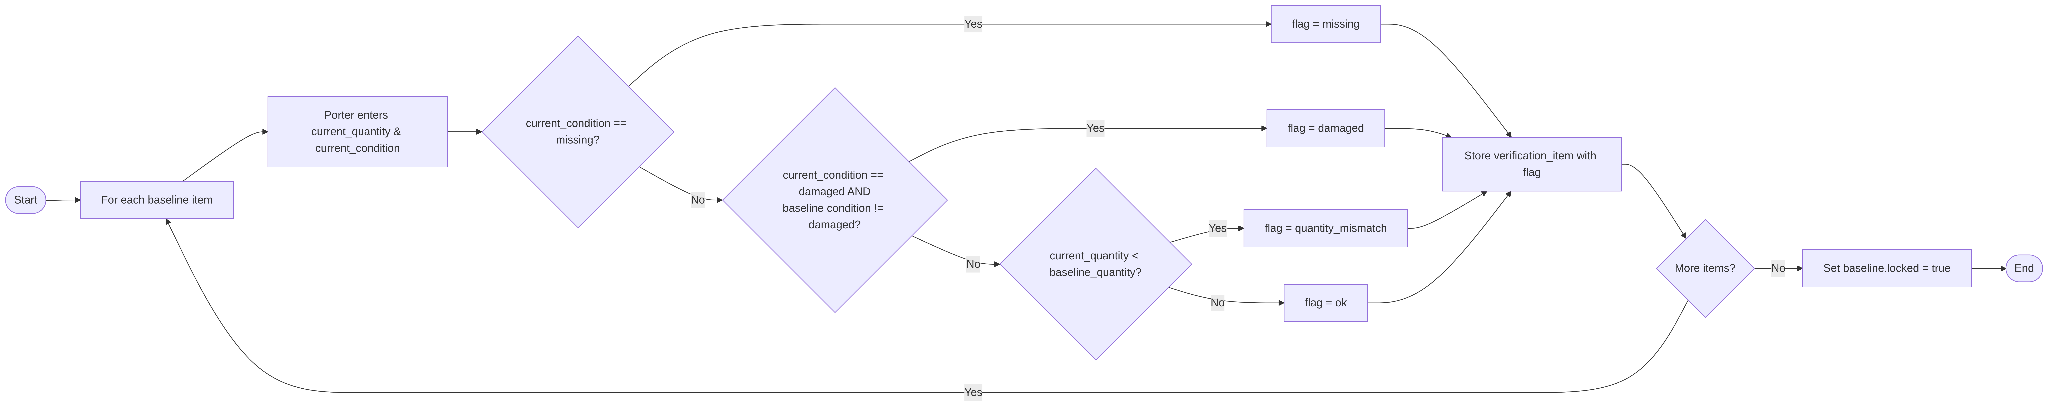 Start
For each baseline item
Porter enters
current_quantity &
current_condition
current_condition ==
missing?
Yes
flag = missing
No
current_condition ==
damaged AND
baseline condition !=
damaged?
Yes
flag = damaged
No
current_quantity <
baseline_quantity?
Yes
flag = quantity_mismatch
No
flag = ok
Store verification_item with
flag
More items?
No
Set baseline.locked = true
End
Yes